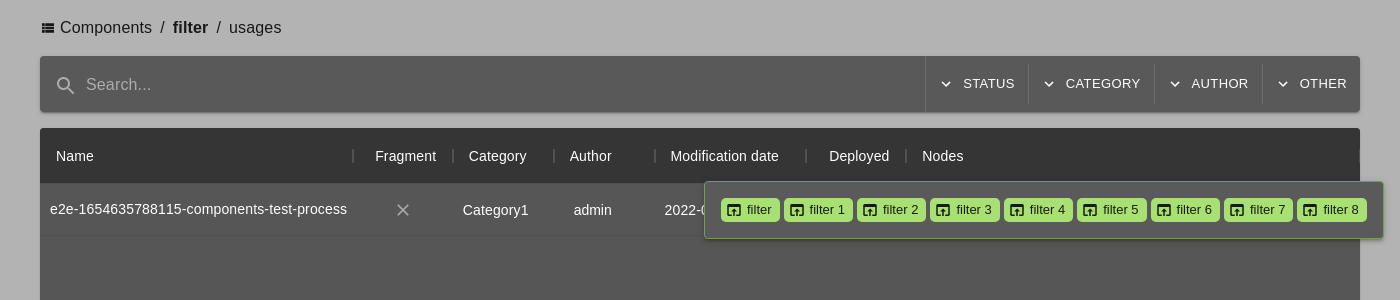 Components / filter / usages
Search... STATUS CATEGORY AUTHOR OTHER
Name Fragment Category Author Modification date Deployed Nodes
e2e-1654635788115-components-test-process Category1 admin 2022-0 filter filter 1 filter 2 filter 3 filter 4 filter 5 filter 6 filter 7 filter 8